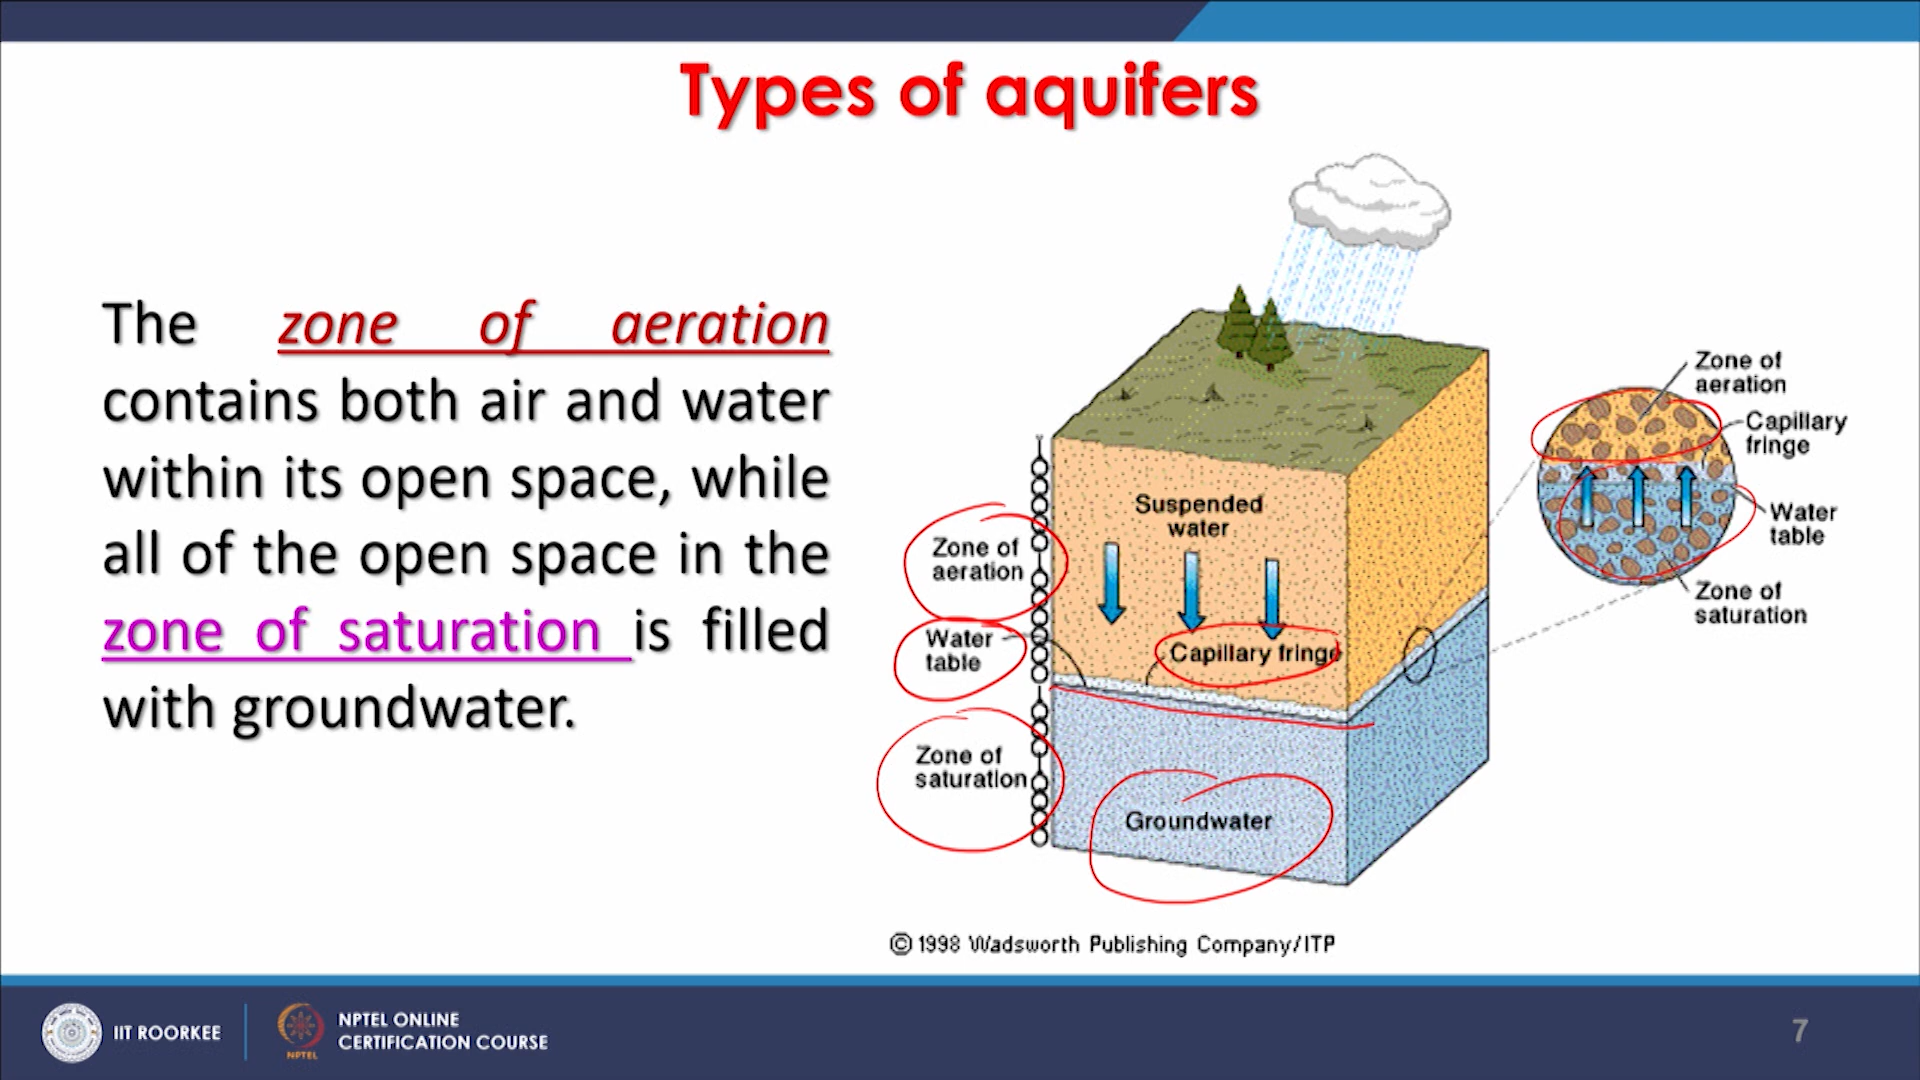 Types of aquifers
The zone of aeration
contains both air and water
within its open space, while
all of the open space in the
zone of saturation is filled
with groundwater.
Suspended
water
Zone of
aeration
Water
table
Capillary fringe
Zone of
saturation
Groundwater
Zone of
aeration
Capillary
fringe
Water
table
Zone of
saturation
© 1998 Wadsworth Publishing Company/ITP
IIT ROORKEE
NPTEL
NPTEL ONLINE
CERTIFICATION COURSE
7